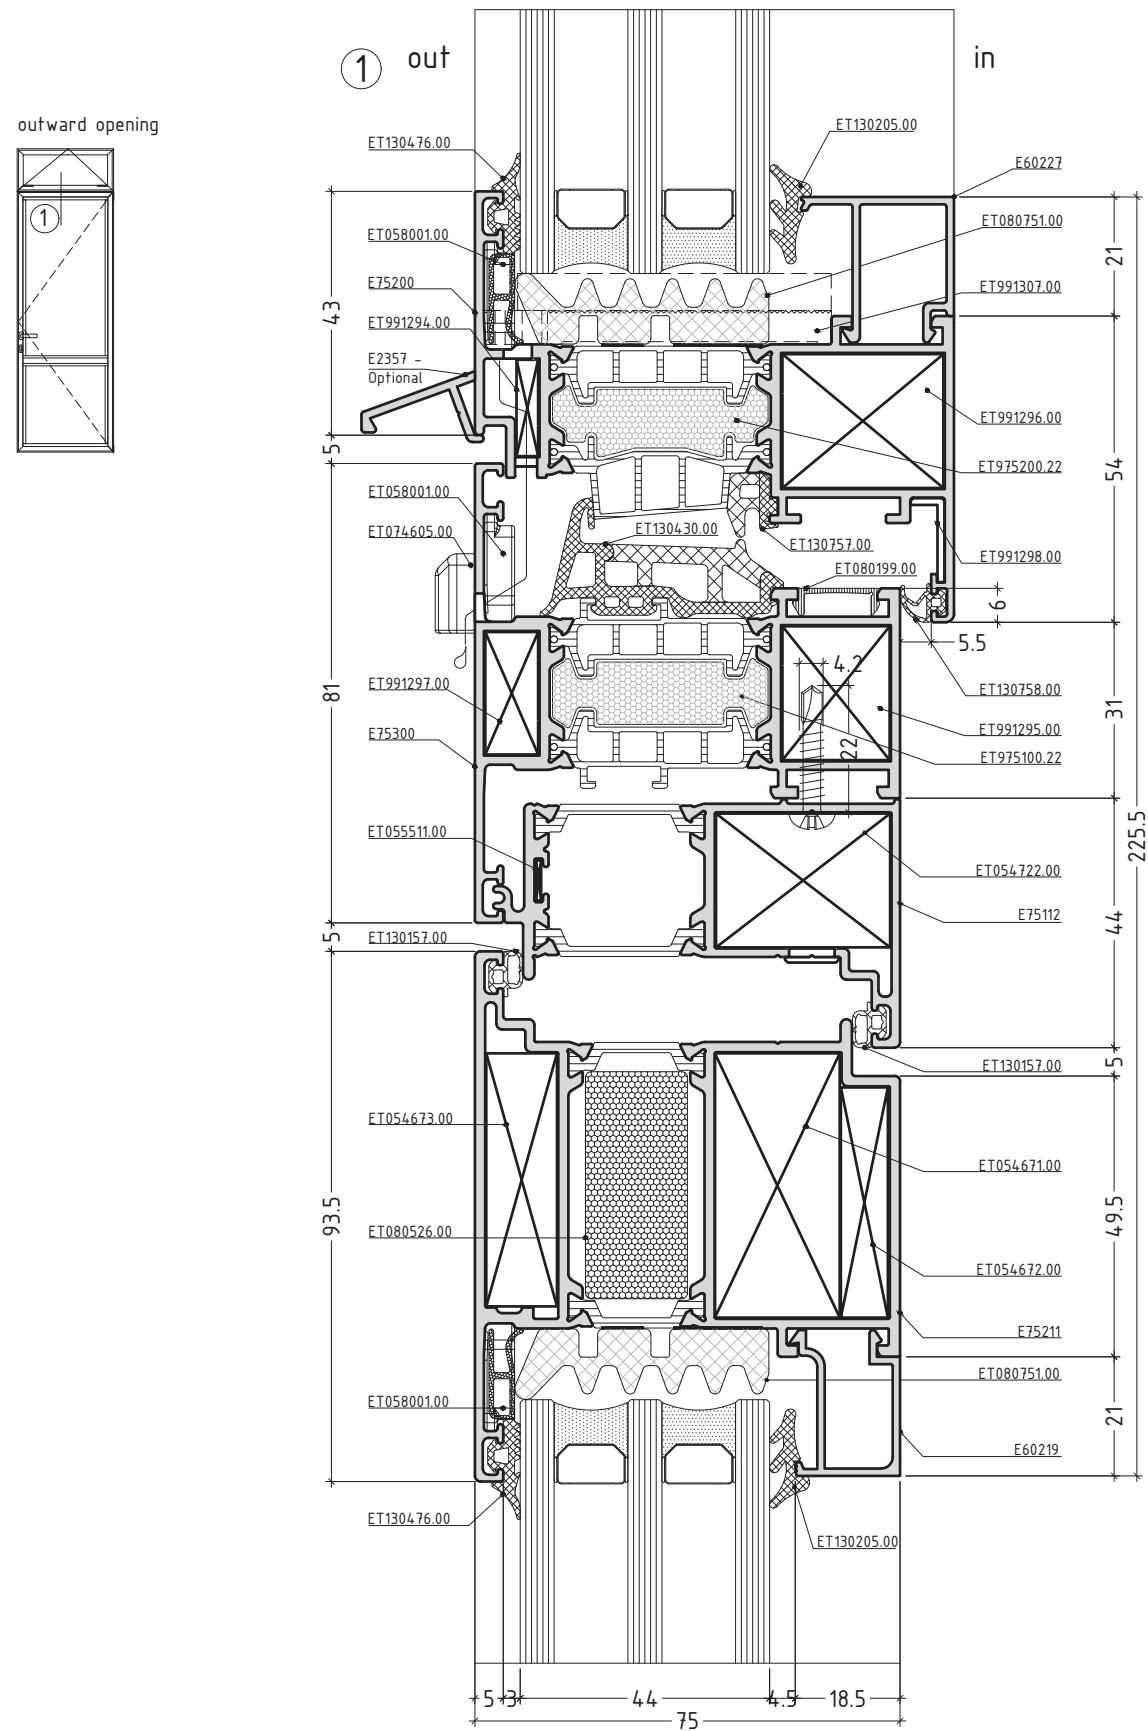 1
out
in
outward opening
1
ET130476.00
ET130205.00
E60227
ET058001.00
ET080751.00
E75200
ET991307.00
ET991294.00
E2357 -
Optional
ET991296.00
ET975200.22
ET058001.00
ET074605.00
ET130430.00
ET130757.00
ET991298.00
ET080199.00
ET130758.00
ET991297.00
ET991295.00
E75300
ET975100.22
ET055511.00
ET054722.00
E75112
ET130157.00
ET130157.00
ET054673.00
ET054671.00
ET080526.00
ET054672.00
E75211
ET080751.00
ET058001.00
E60219
ET130476.00
ET130205.00
43
5
81
5
93.5
21
54
31
44
5
49.5
21
225.5
6
5.5
4.2
22
5
3
44
4.5
18.5
75